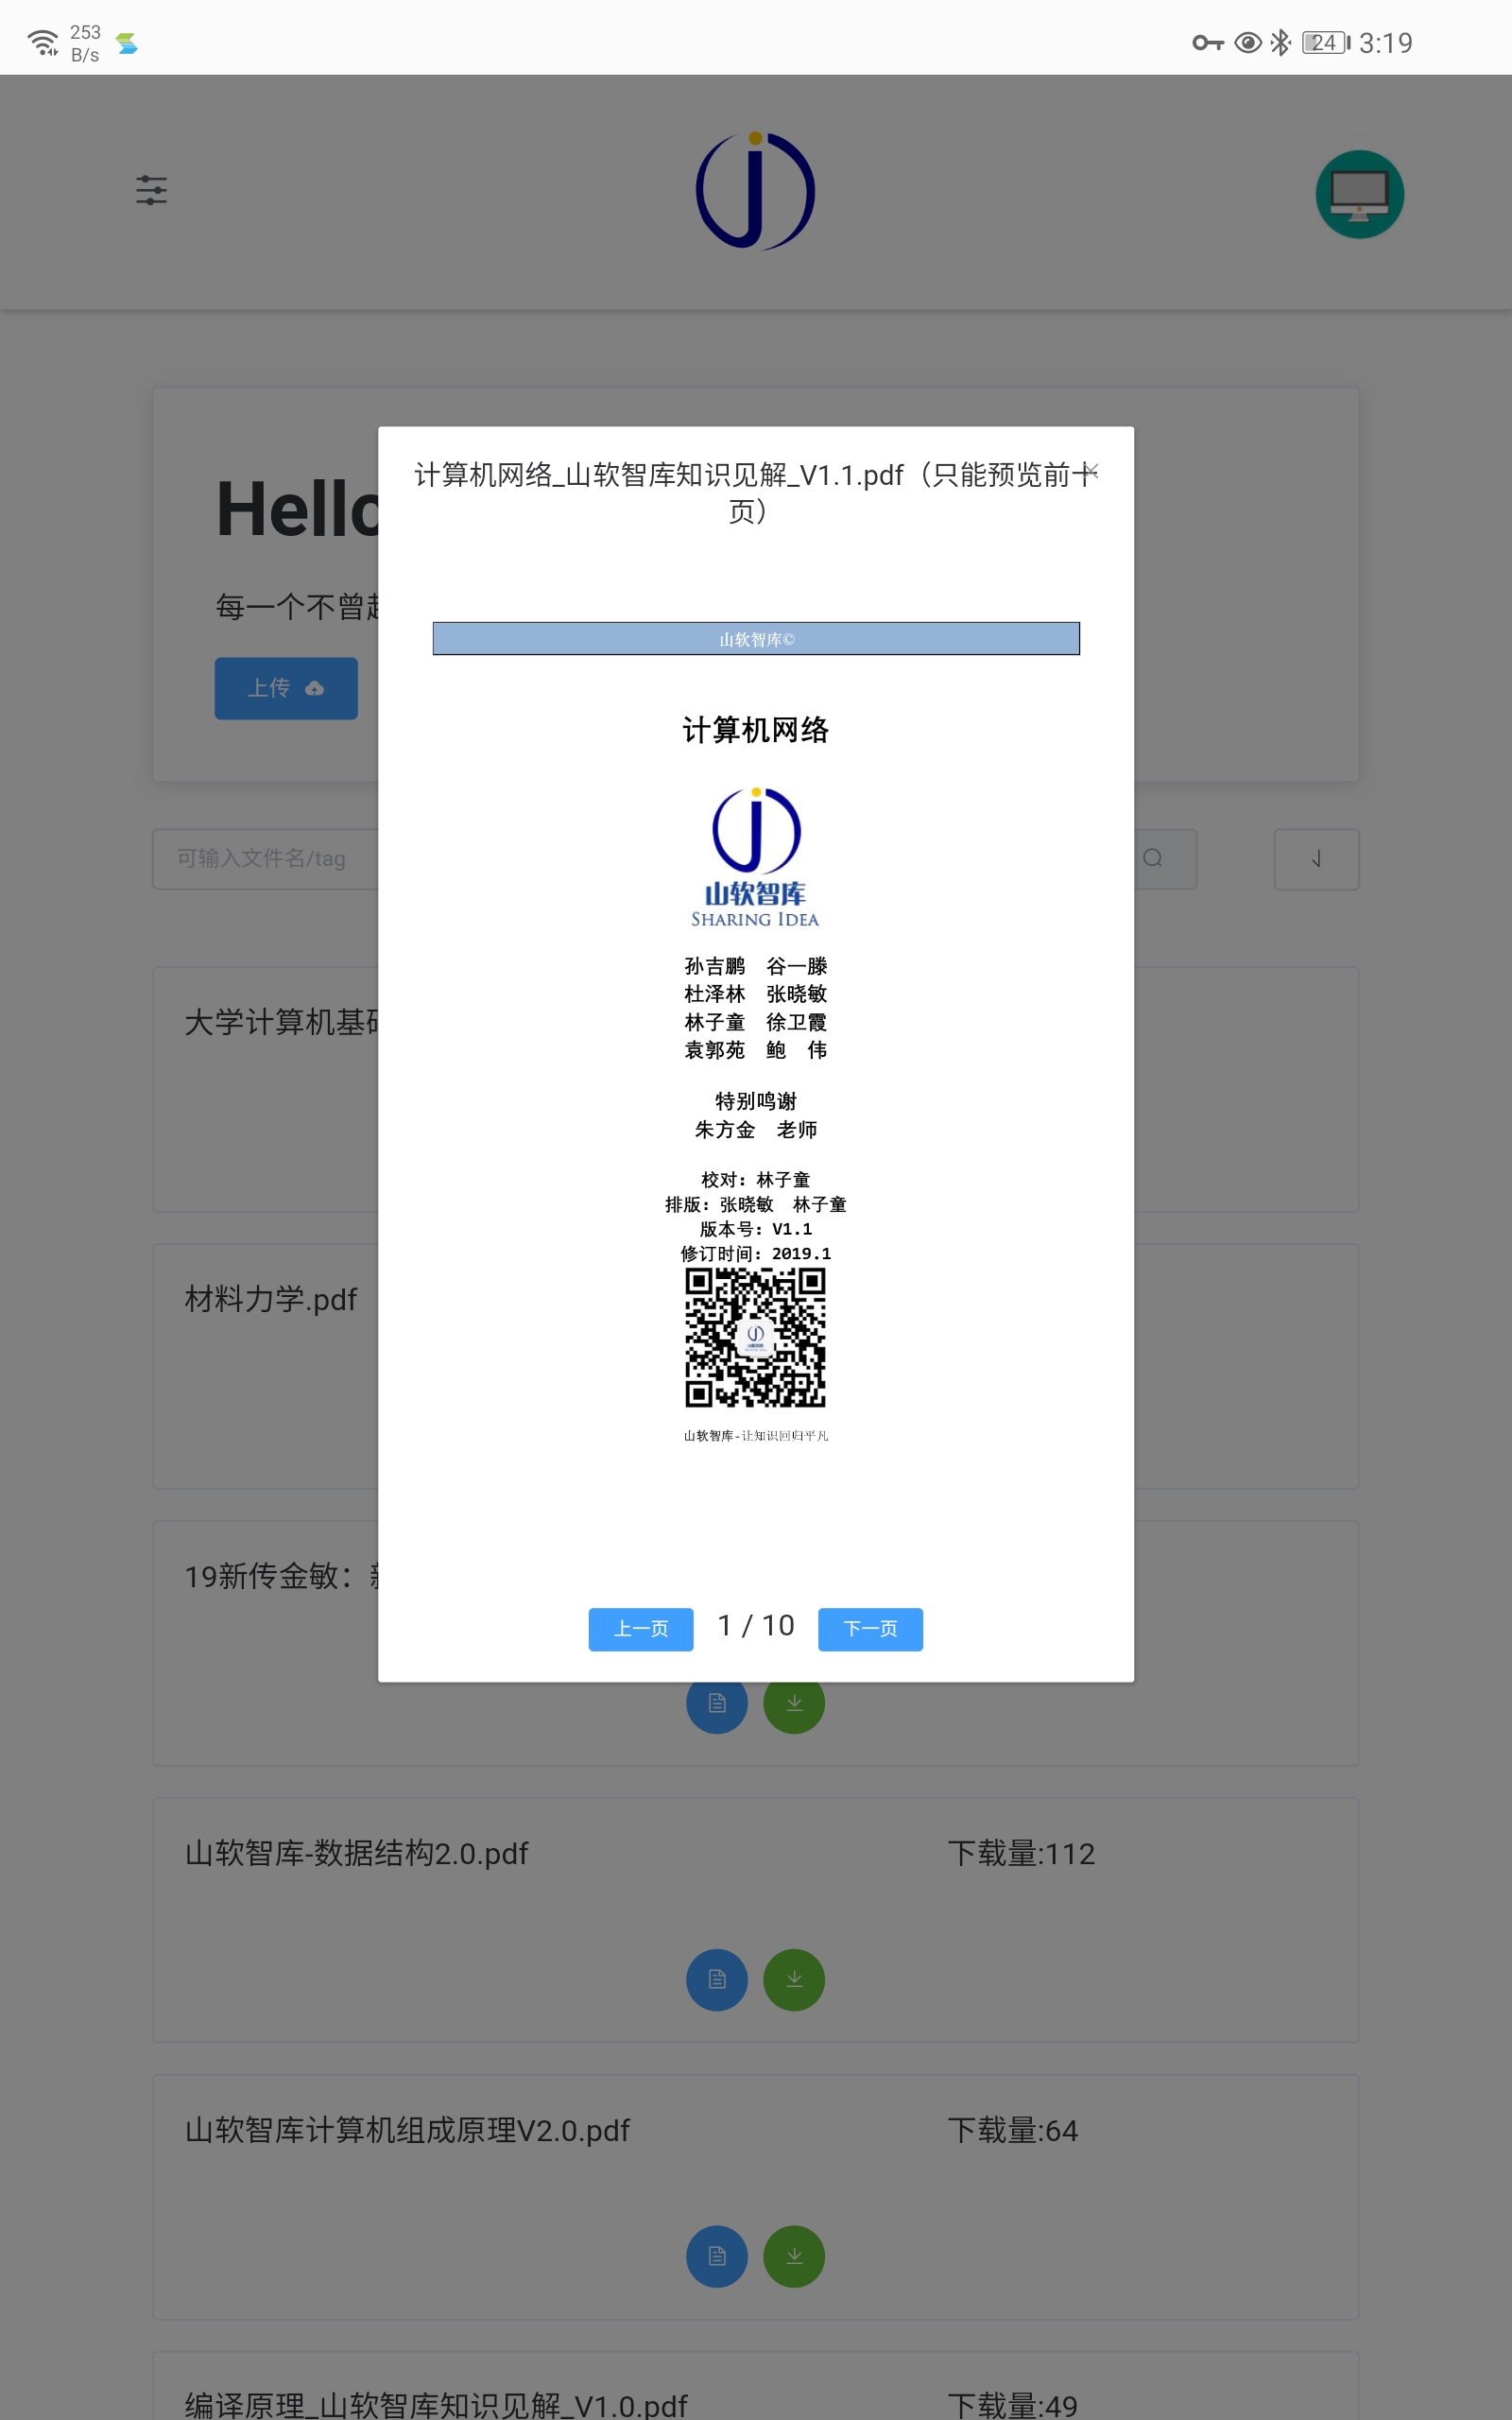 253
B/s
24
3:19
Hello
每一个不曾起
上传
可输入文件名/tag
大学计算机基础
材料力学.pdf
19新传金敏：新
计算机网络_山软智库知识见解_V1.1.pdf（只能预览前十
页）
山软智库©
计算机网络
山软智库
SHARING IDEA
孙吉鹏 谷一滕
杜泽林 张晓敏
林子童 徐卫霞
袁郭苑 鲍 伟
特别鸣谢
朱方金 老师
校对：林子童
排版：张晓敏 林子童
版本号：V1.1
修订时间：2019.1
山软智库-让知识回归平凡
上一页
1 / 10
下一页
山软智库-数据结构2.0.pdf
下载量:112
山软智库计算机组成原理V2.0.pdf
下载量:64
编译原理_山软智库知识见解_V1.0.pdf
下载量:49